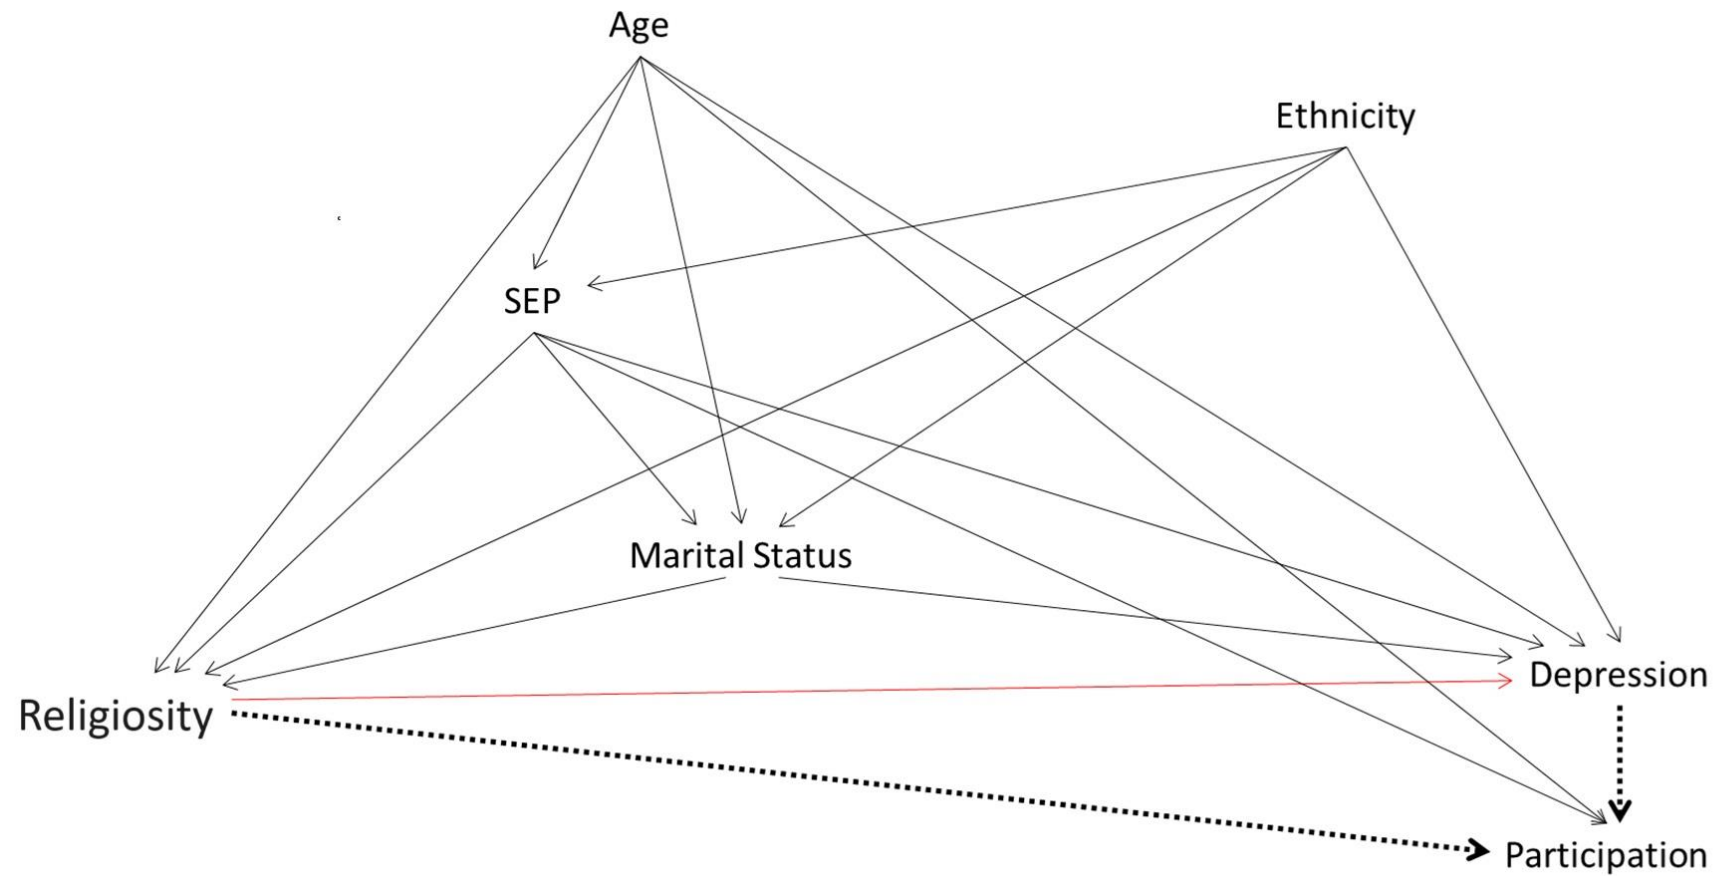 Age
Ethnicity
SEP
Marital Status
Depression
Religiosity
Participation